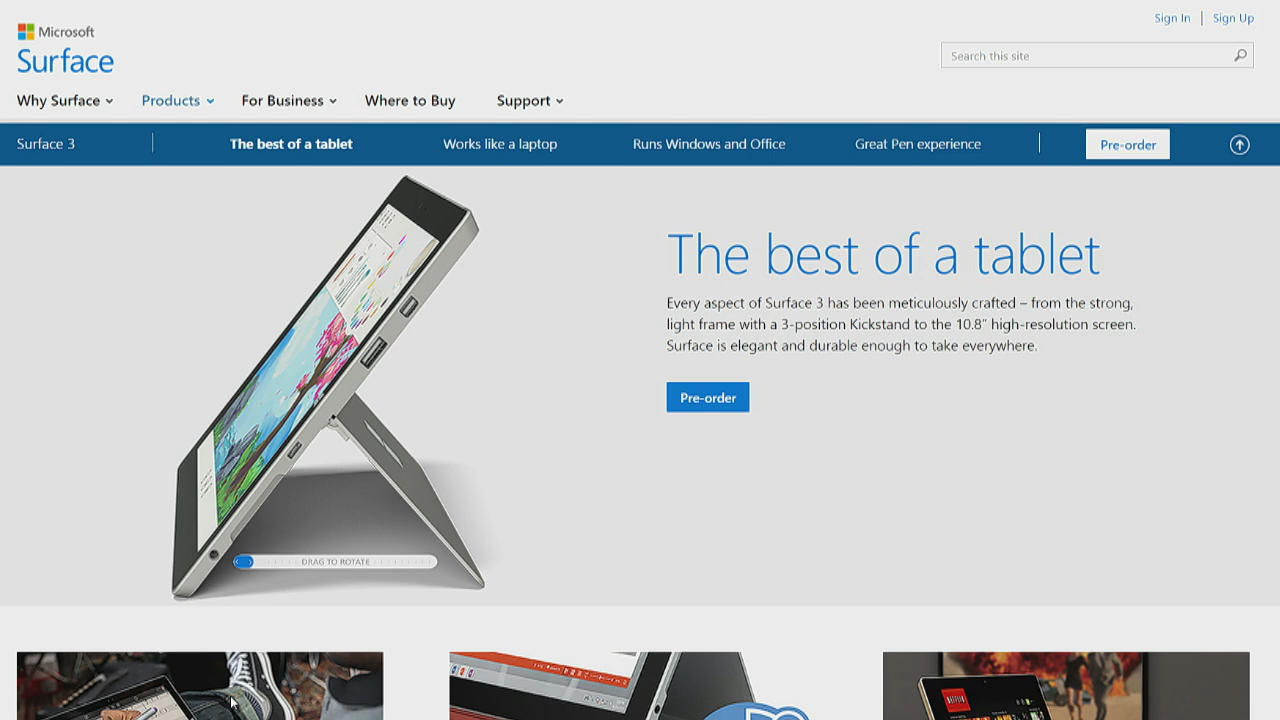 Sign In
Sign Up
Microsoft
Surface
Search this site
Why Surface
Products
For Business
Where to Buy
Support
Surface 3
The best of a tablet
Works like a laptop
Runs Windows and Office
Great Pen experience
Pre-order
The best of a tablet
Every aspect of Surface 3 has been meticulously crafted – from the strong,
light frame with a 3-position Kickstand to the 10.8” high-resolution screen.
Surface is elegant and durable enough to take everywhere.
Pre-order
DRAG TO ROTATE
NETFLIX